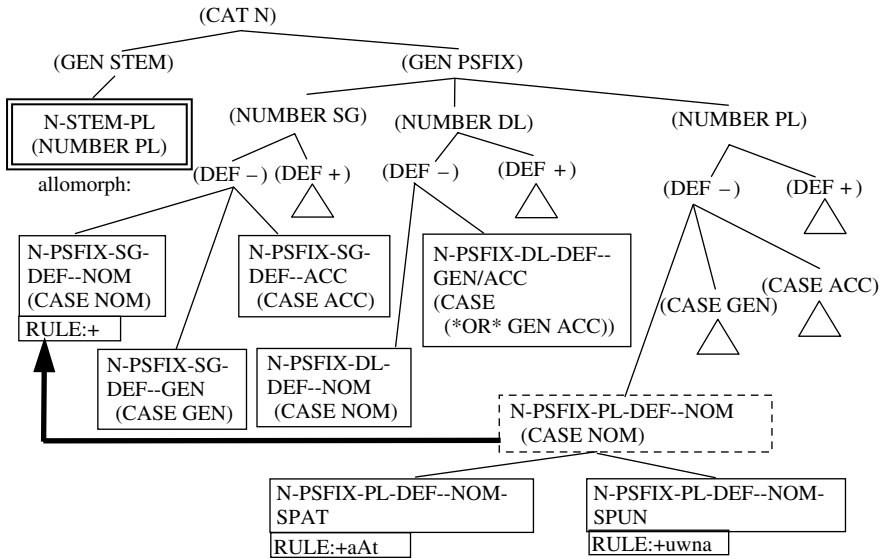 (CAT N)
(GEN STEM)
(GEN PSFIX)
N-STEM-PL
(NUMBER PL)
allomorph:
(NUMBER SG)
(NUMBER DL)
(NUMBER PL)
(DEF −)
(DEF +)
(DEF −)
(DEF +)
(DEF −)
(DEF +)
N-PSFIX-SG-
DEF--NOM
(CASE NOM)
RULE:+
N-PSFIX-SG-
DEF--ACC
(CASE ACC)
N-PSFIX-DL-DEF--
GEN/ACC
(CASE
(*OR* GEN ACC))
(CASE GEN)
(CASE ACC)
N-PSFIX-SG-
DEF--GEN
(CASE GEN)
N-PSFIX-DL-
DEF--NOM
(CASE NOM)
N-PSFIX-PL-DEF--NOM
(CASE NOM)
N-PSFIX-PL-DEF--NOM-
SPAT
RULE:+aAt
N-PSFIX-PL-DEF--NOM-
SPUN
RULE:+uwna